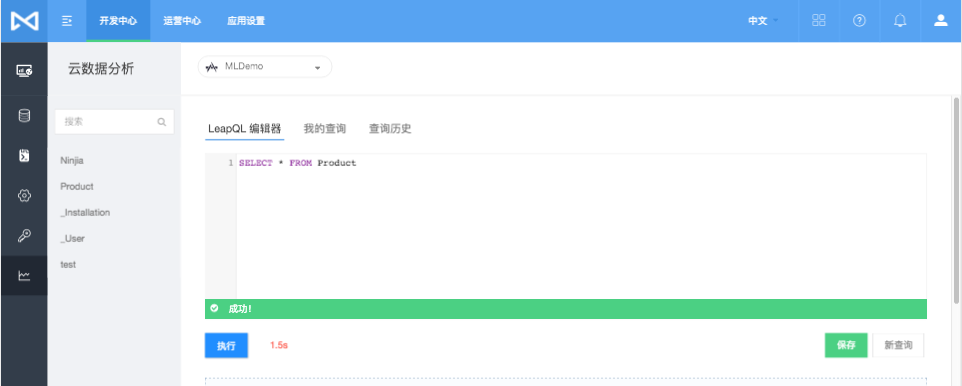 开发中心 运营中心 应用设置 中文
云数据分析
MLDemo
搜索
LeapQL 编辑器 我的查询 查询历史
1 SELECT * FROM Product
Ninjia
Product
_Installation
_User
test
成功!
执行 1.5s 保存 新查询